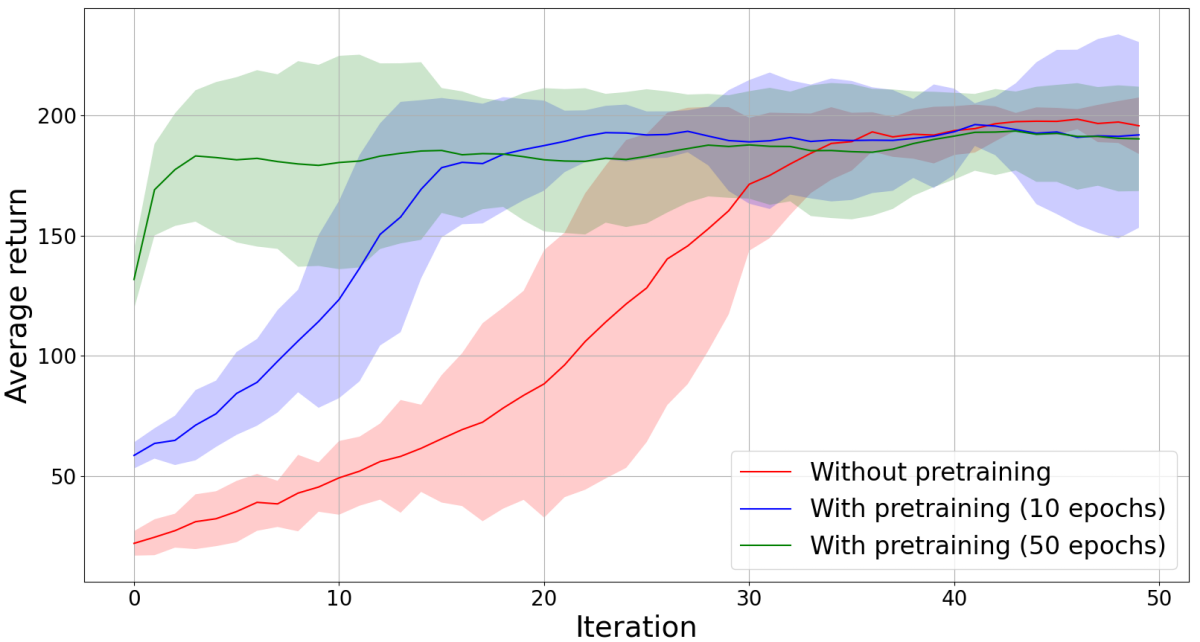 Average return
200
150
100
50
0
10
20
30
40
50
Iteration
Without pretraining
With pretraining (10 epochs)
With pretraining (50 epochs)